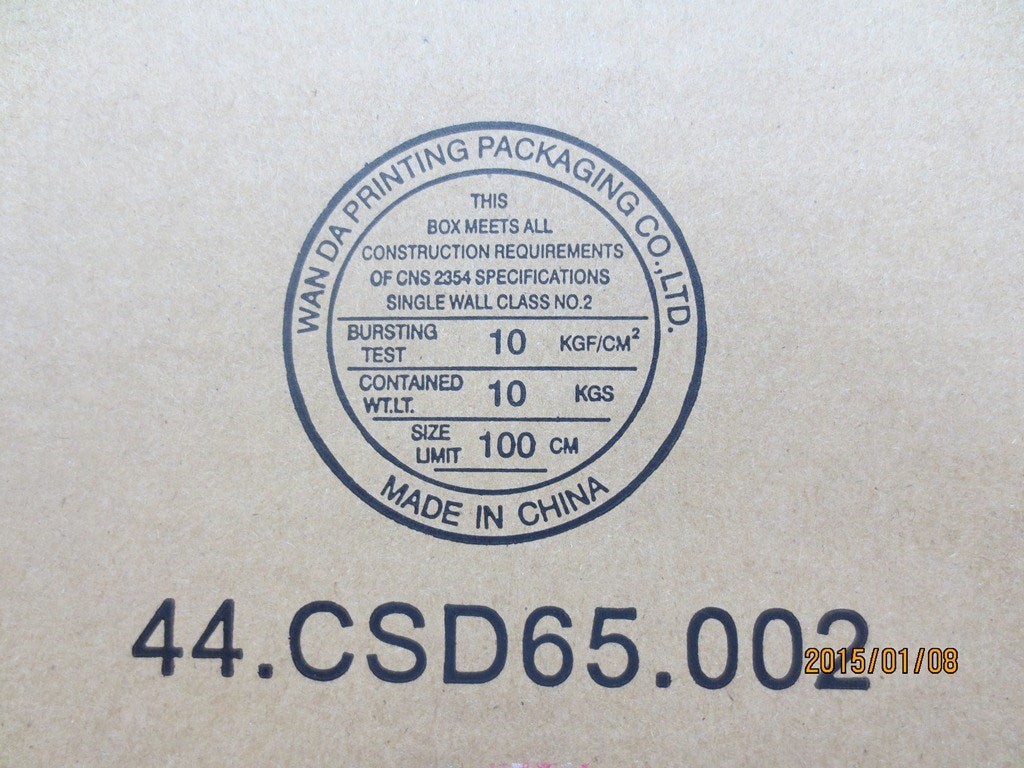 WAN DA PRINTING PACKAGING CO.,LTD.
THIS
BOX MEETS ALL
CONSTRUCTION REQUIREMENTS
OF CNS 2354 SPECIFICATIONS
SINGLE WALL CLASS NO.2
BURSTING TEST 10 KGF/CM²
CONTAINED WT.LT. 10 KGS
SIZE LIMIT 100 CM
MADE IN CHINA
44.CSD65.002
2015/01/08